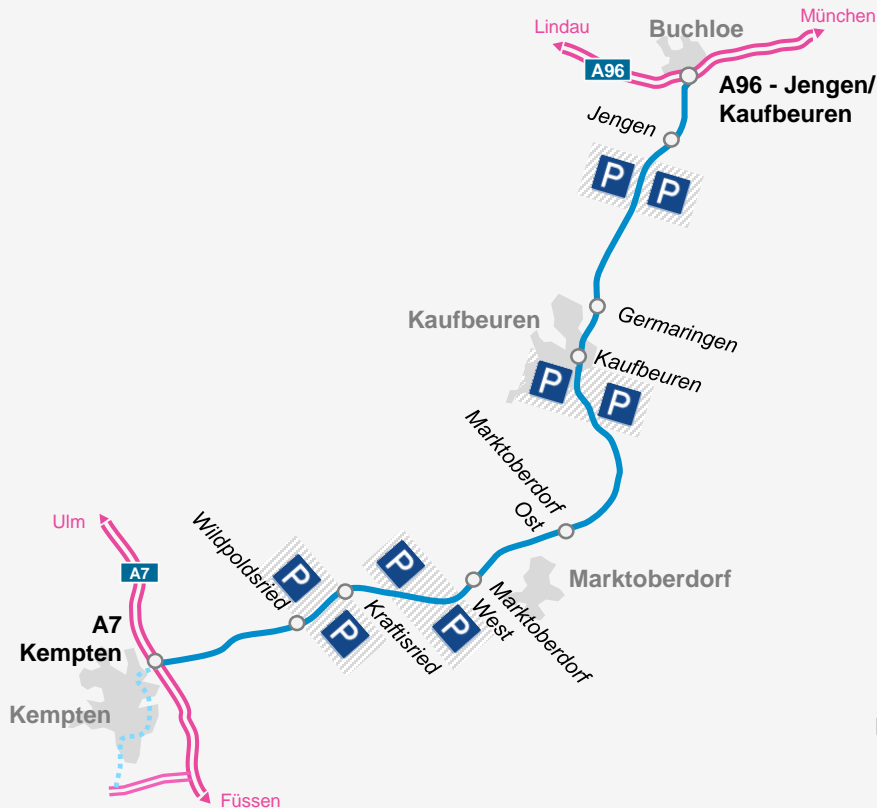 München
Lindau
Buchloe
A96
A96 - Jengen/
Kaufbeuren
Jengen
P
P
Kaufbeuren
Germaringen
Kaufbeuren
P
P
Marktoberdorf
Ost
Ulm
Wildpoldsried
P
P
A7
Marktoberdorf
Kraftisried
Marktoberdorf
West
P
P
A7
Kempten
Kempten
Füssen